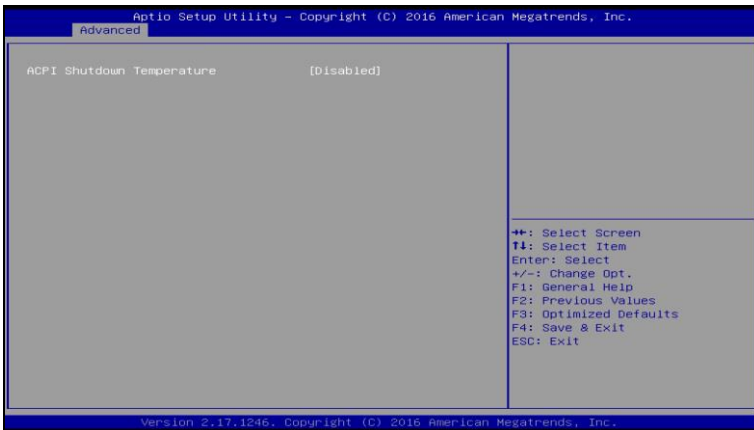 Aptio Setup Utility – Copyright (C) 2016 American Megatrends, Inc.
Advanced
ACPI Shutdown Temperature [Disabled]
→←: Select Screen
↑↓: Select Item
Enter: Select
+/-: Change Opt.
F1: General Help
F2: Previous Values
F3: Optimized Defaults
F4: Save & Exit
ESC: Exit
Version 2.17.1246. Copyright (C) 2016 American Megatrends, Inc.